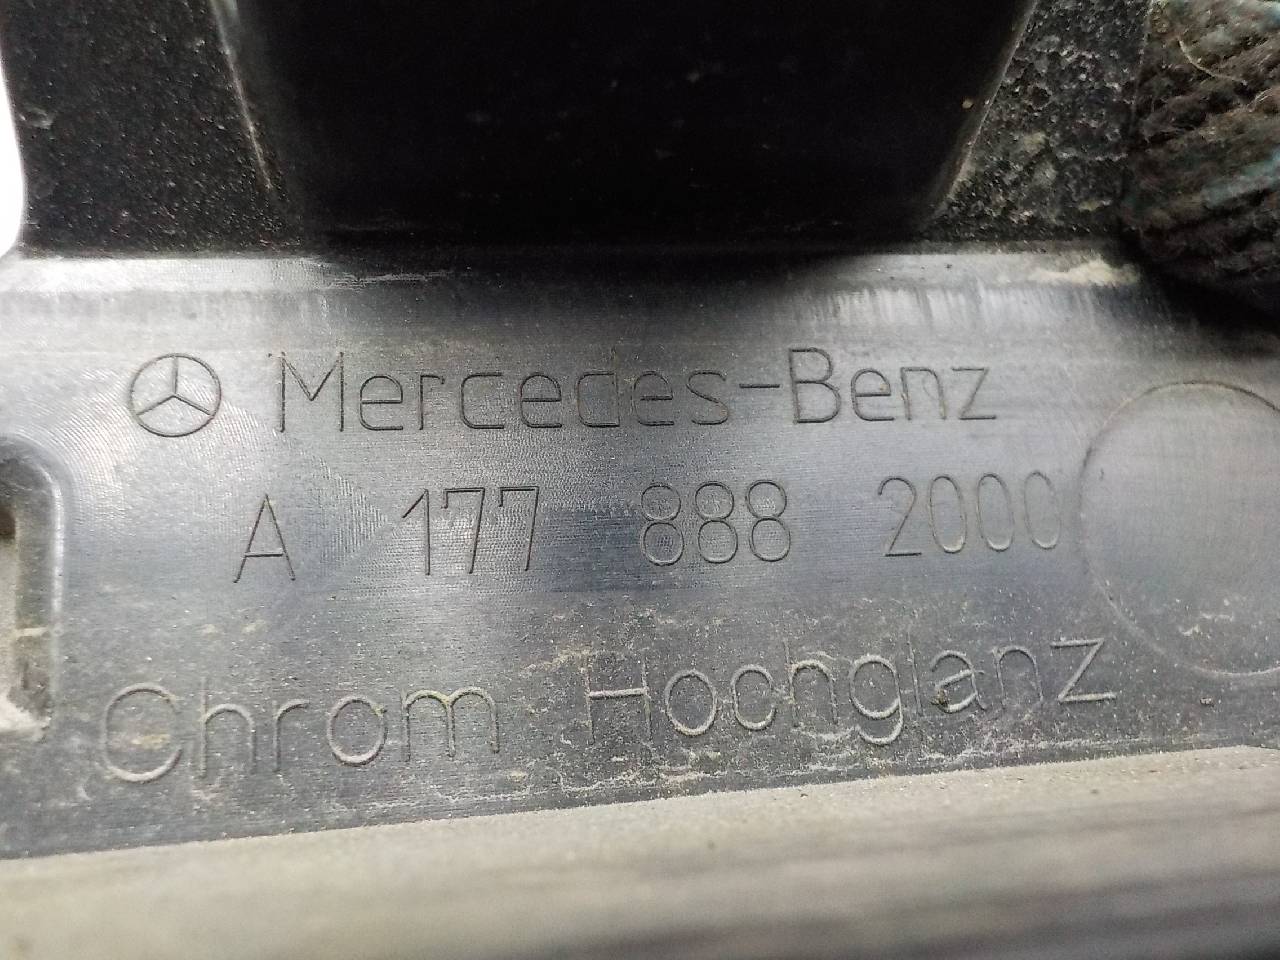 Mercedes-Benz
A 177 888 2000
Chrom Hochglanz